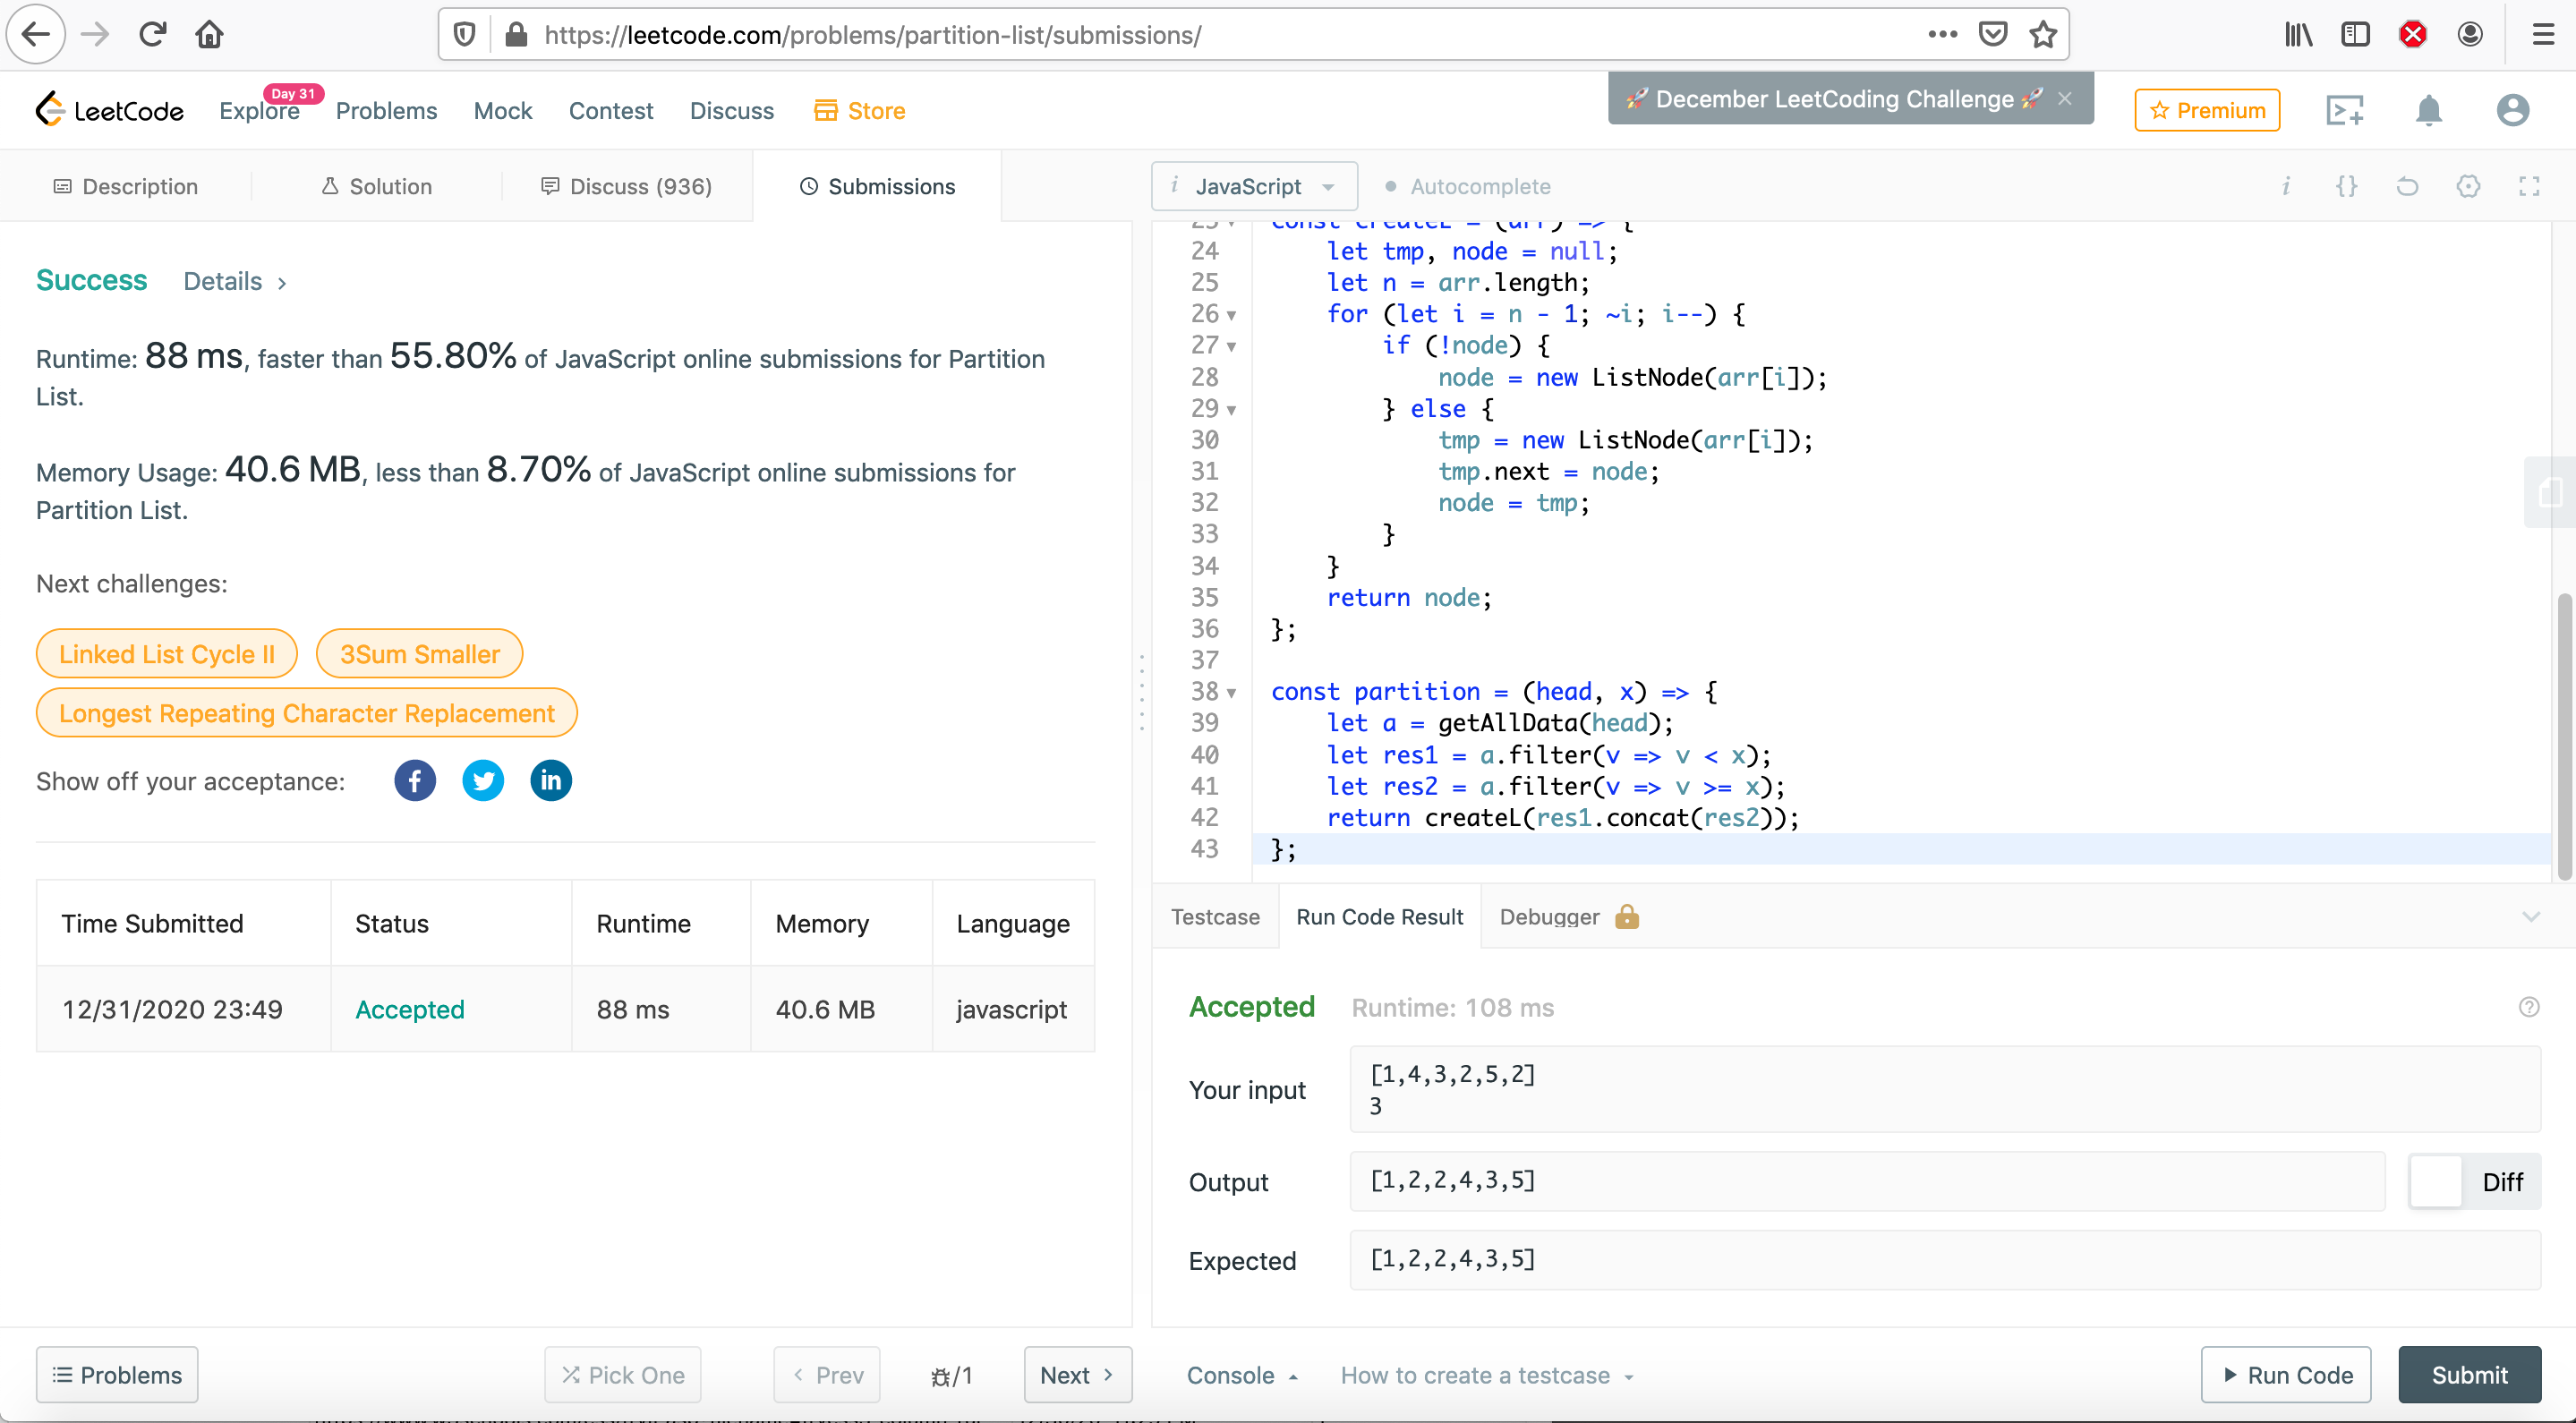 https://leetcode.com/problems/partition-list/submissions/
LeetCode
Explore
Day 31
Problems
Mock
Contest
Discuss
Store
🚀 December LeetCoding Challenge 🚀
Premium
Description
Solution
Discuss (936)
Submissions
Success
Details
Runtime: 88 ms, faster than 55.80% of JavaScript online submissions for Partition
List.
Memory Usage: 40.6 MB, less than 8.70% of JavaScript online submissions for
Partition List.
Next challenges:
Linked List Cycle II
3Sum Smaller
Longest Repeating Character Replacement
Show off your acceptance:
Time Submitted
Status
Runtime
Memory
Language
12/31/2020 23:49
Accepted
88 ms
40.6 MB
javascript
i JavaScript
Autocomplete
23 const createL = (arr) => {
24 let tmp, node = null;
25 let n = arr.length;
26 for (let i = n - 1; ~i; i--) {
27 if (!node) {
28 node = new ListNode(arr[i]);
29 } else {
30 tmp = new ListNode(arr[i]);
31 tmp.next = node;
32 node = tmp;
33 }
34 }
35 return node;
36 };
37
38 const partition = (head, x) => {
39 let a = getAllData(head);
40 let res1 = a.filter(v => v < x);
41 let res2 = a.filter(v => v >= x);
42 return createL(res1.concat(res2));
43 };
Testcase
Run Code Result
Debugger
Accepted
Runtime: 108 ms
Your input
[1,4,3,2,5,2]
3
Output
[1,2,2,4,3,5]
Diff
Expected
[1,2,2,4,3,5]
Problems
Pick One
Prev
/1
Next
Console
How to create a testcase
Run Code
Submit